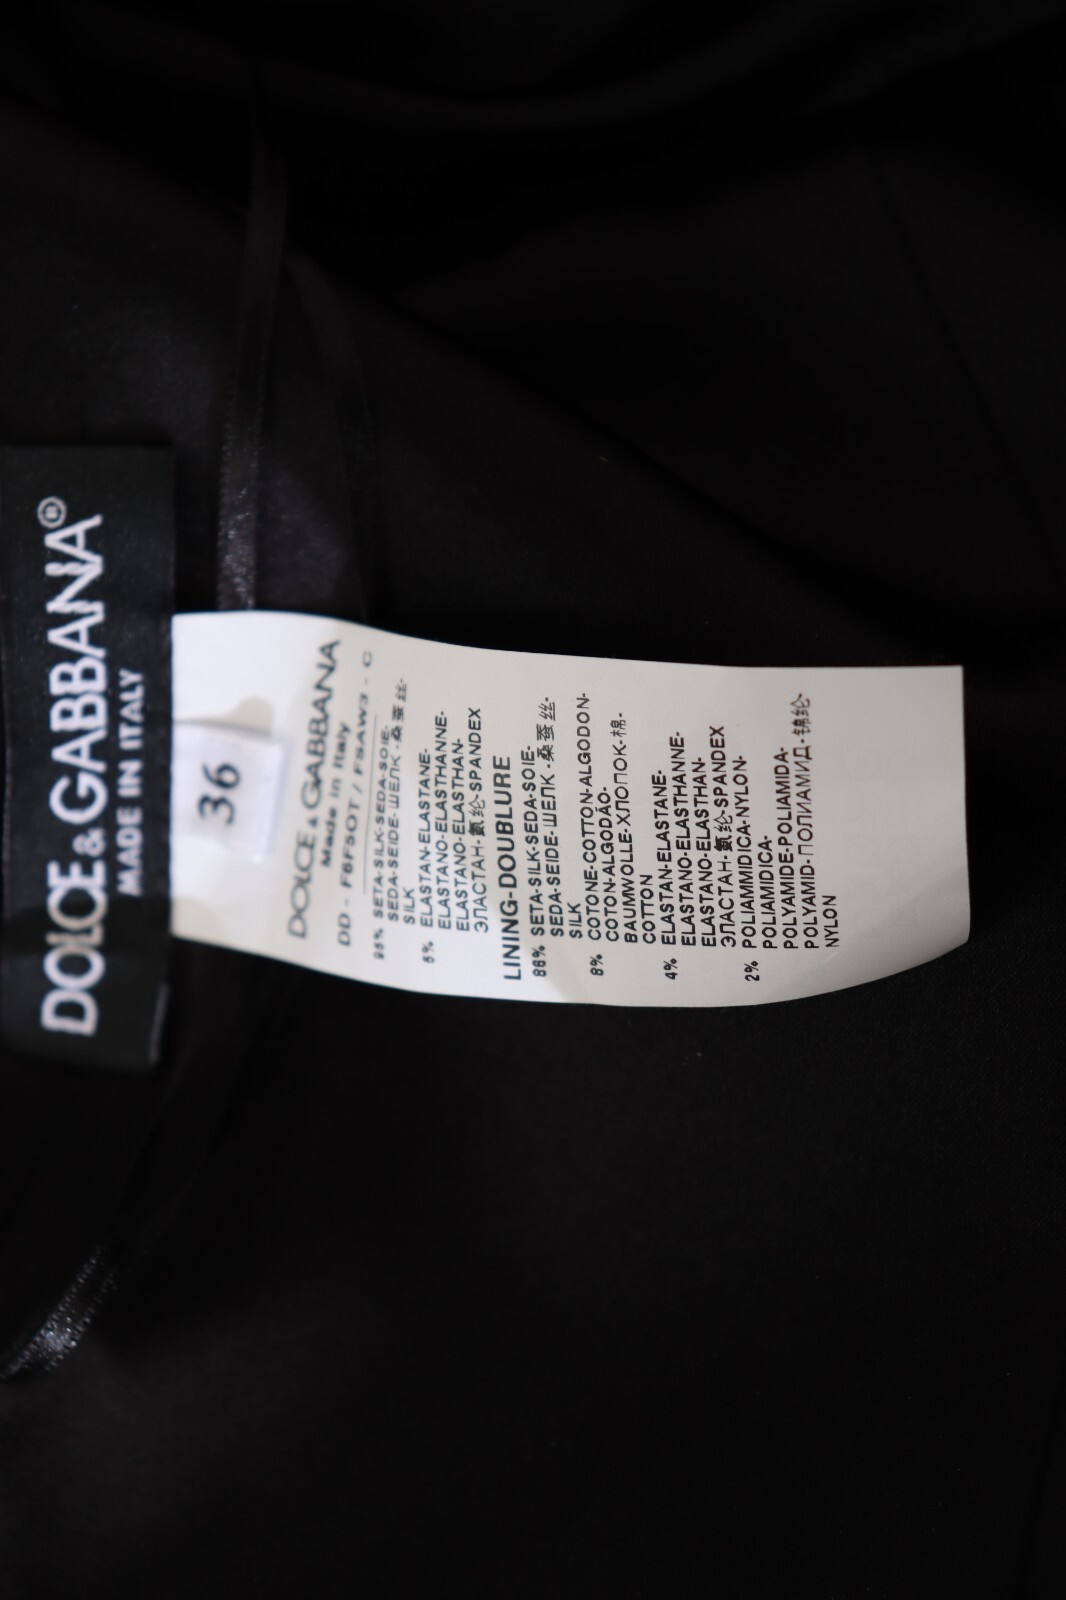 DOLCE&GABBANA®
MADE IN ITALY
36
DOLCE & GABBANA
Made in Italy
DD - F6F5OT / FSAW3 - C
SETA-SILK-SEDA-SOIE-
SEDA-SEIDE-ШЕЛК-桑蚕丝-
SILK
ELASTAN-ELASTANE-
ELASTANO-ELASTHANNE-
ELASTANO-ELASTHAN-
ЭЛАСТАН-氨纶-SPANDEX
LINING-DOUBLURE
86% SETA-SILK-SEDA-SOIE-
SEDA-SEIDE-ШЕЛК-桑蚕丝-
SILK
8% COTONE-COTTON-ALGODON-
COTON-ALGODÃO-
BAUMWOLLE-ХЛОПОК-棉-
COTTON
4% ELASTAN-ELASTANE-
ELASTANO-ELASTHANNE-
ELASTANO-ELASTHAN-
ЭЛАСТАН-氨纶-SPANDEX
2% POLIAMMIDICA-NYLON-
POLIAMIDICA-
POLYAMIDE-POLIAMIDA-
POLYAMID-ПОЛИАМИД-锦纶-
NYLON